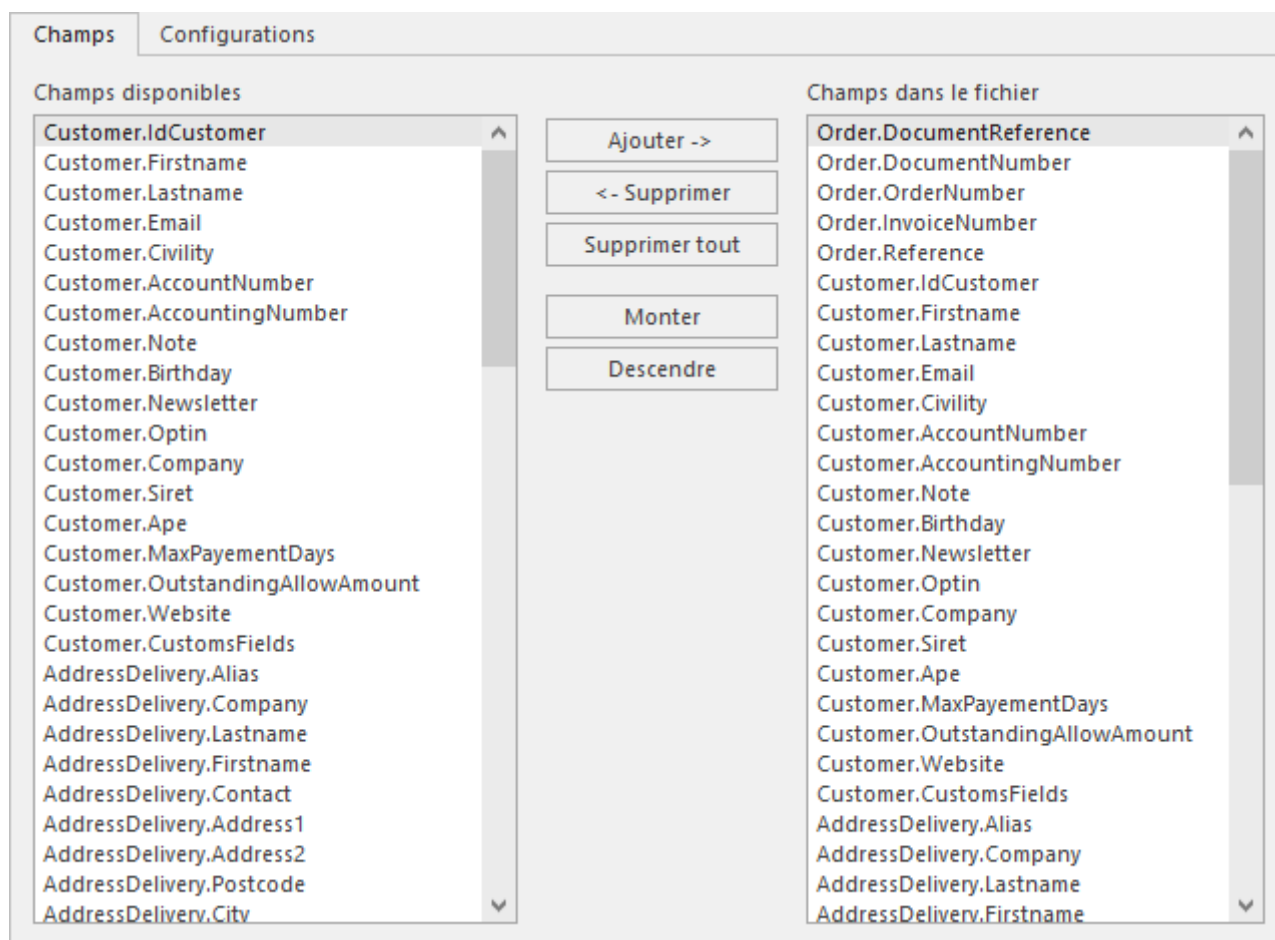 Champs
Configurations
Champs disponibles
Customer.IdCustomer
Customer.Firstname
Customer.Lastname
Customer.Email
Customer.Civility
Customer.AccountNumber
Customer.AccountingNumber
Customer.Note
Customer.Birthday
Customer.Newsletter
Customer.Optin
Customer.Company
Customer.Siret
Customer.Ape
Customer.MaxPayementDays
Customer.OutstandingAllowAmount
Customer.Website
Customer.CustomsFields
AddressDelivery.Alias
AddressDelivery.Company
AddressDelivery.Lastname
AddressDelivery.Firstname
AddressDelivery.Contact
AddressDelivery.Address1
AddressDelivery.Address2
AddressDelivery.Postcode
AddressDelivery.City
Ajouter ->
<- Supprimer
Supprimer tout
Monter
Descendre
Champs dans le fichier
Order.DocumentReference
Order.DocumentNumber
Order.OrderNumber
Order.InvoiceNumber
Order.Reference
Customer.IdCustomer
Customer.Firstname
Customer.Lastname
Customer.Email
Customer.Civility
Customer.AccountNumber
Customer.AccountingNumber
Customer.Note
Customer.Birthday
Customer.Newsletter
Customer.Optin
Customer.Company
Customer.Siret
Customer.Ape
Customer.MaxPayementDays
Customer.OutstandingAllowAmount
Customer.Website
Customer.CustomsFields
AddressDelivery.Alias
AddressDelivery.Company
AddressDelivery.Lastname
AddressDelivery.Firstname